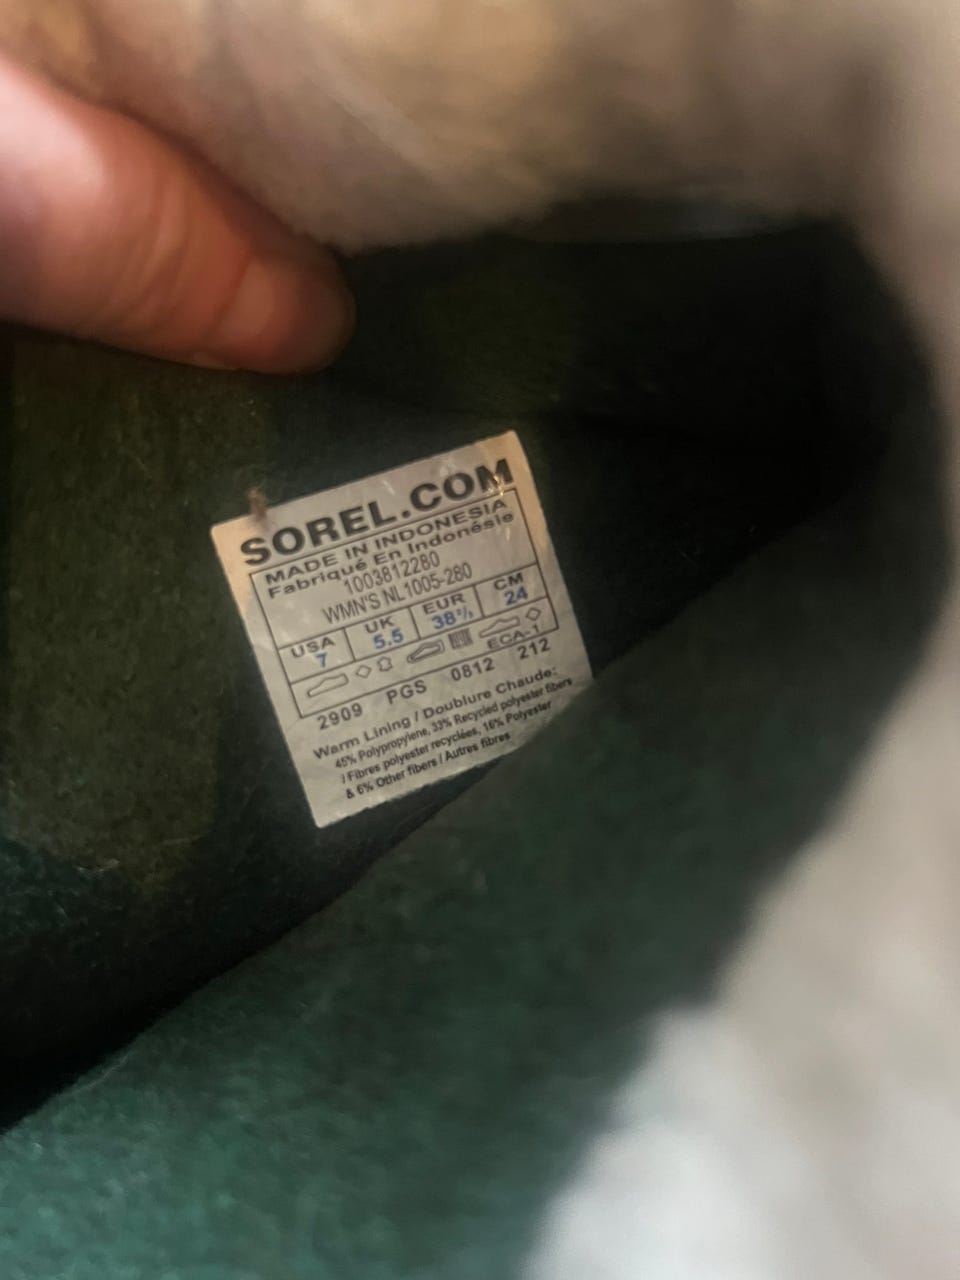 SOREL.COM
MADE IN INDONESIA
Fabriqué En Indonésie
1003812280
WMN'S NL1005-280
USA UK EUR CM
7 5.5 38⅔ 24
ECA-1
2909 PGS 0812 212
Warm Lining / Doublure Chaude:
45% Polypropylene, 33% Recycled polyester fibers
/ Fibres polyester recyclées, 16% Polyester
& 6% Other fibers / Autres fibres